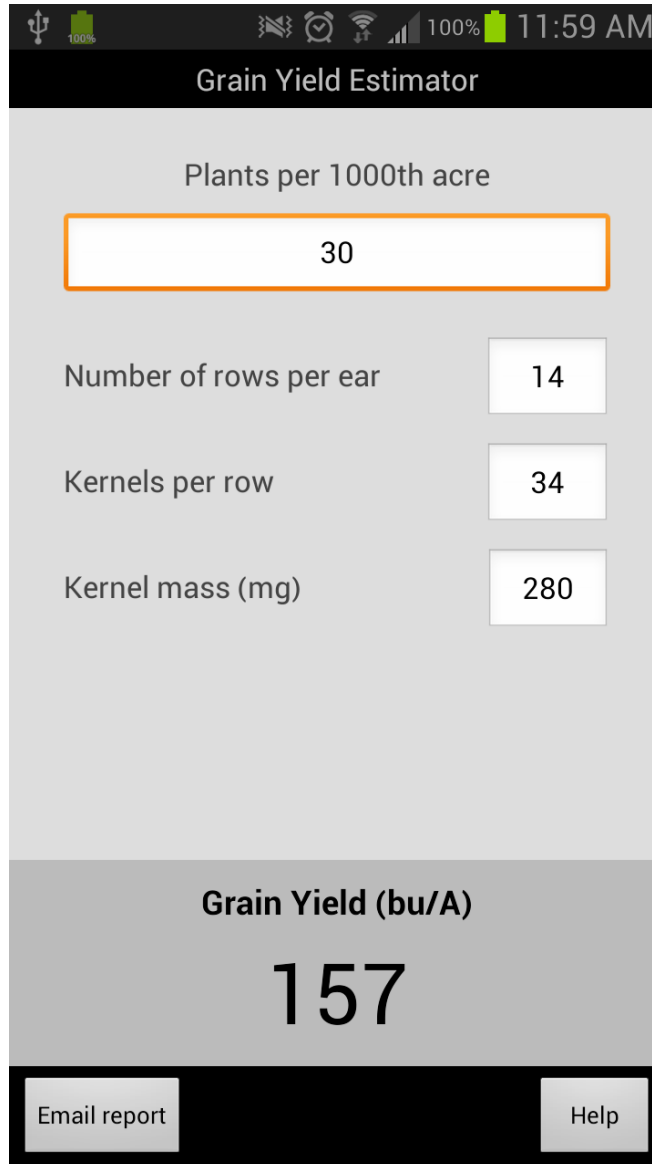 100% 100% 11:59 AM
Grain Yield Estimator
Plants per 1000th acre
30
Number of rows per ear 14
Kernels per row 34
Kernel mass (mg) 280
Grain Yield (bu/A)
157
Email report Help